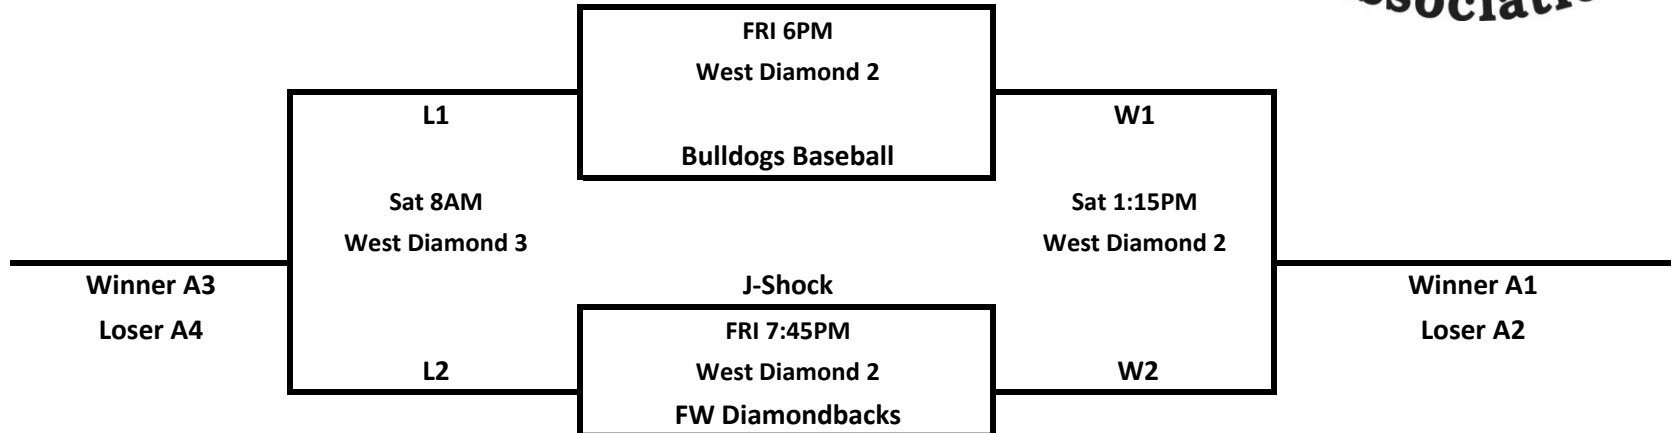 FRI 6PM
West Diamond 2
L1
W1
Bulldogs Baseball
Sat 8AM
Sat 1:15PM
West Diamond 3
West Diamond 2
Winner A3
J-Shock
Winner A1
Loser A4
FRI 7:45PM
Loser A2
L2
West Diamond 2
W2
FW Diamondbacks